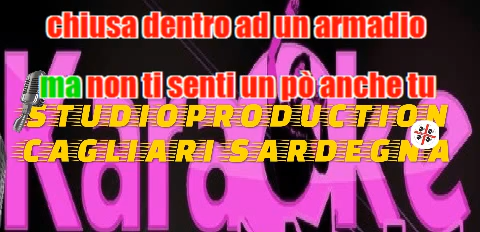 chiusa dentro ad un armadio
ma non ti senti un pò anche tu
STUDIOPRODUCTION
CAGLIARI SARDEGNA
Karaoke